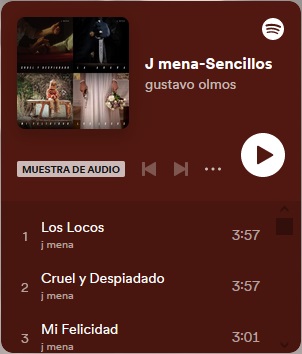 J mena-Sencillos
gustavo olmos
MUESTRA DE AUDIO
1 Los Locos 3:57
j mena
2 Cruel y Despiadado 3:57
j mena
3 Mi Felicidad 3:01
j mena